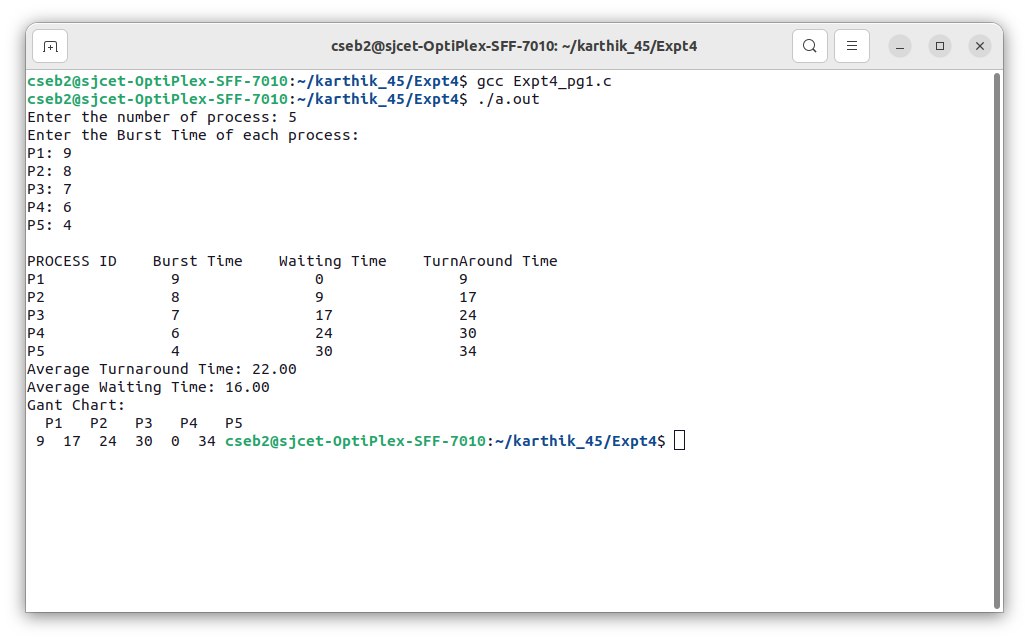 cseb2@sjcet-OptiPlex-SFF-7010: ~/karthik_45/Expt4
cseb2@sjcet-OptiPlex-SFF-7010:~/karthik_45/Expt4$ gcc Expt4_pg1.c
cseb2@sjcet-OptiPlex-SFF-7010:~/karthik_45/Expt4$ ./a.out
Enter the number of process: 5
Enter the Burst Time of each process:
P1: 9
P2: 8
P3: 7
P4: 6
P5: 4
PROCESS ID    Burst Time    Waiting Time    TurnAround Time
P1              9               0               9
P2              8               9               17
P3              7               17              24
P4              6               24              30
P5              4               30              34
Average Turnaround Time: 22.00
Average Waiting Time: 16.00
Gant Chart:
  P1   P2   P3   P4   P5
 9  17  24  30  0  34 cseb2@sjcet-OptiPlex-SFF-7010:~/karthik_45/Expt4$